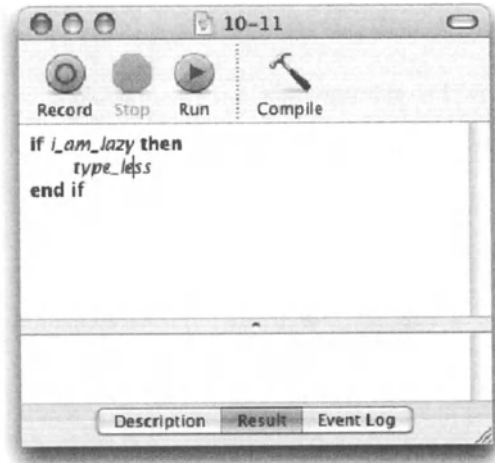 10-11
Record Stop Run Compile
if i_am_lazy then
type_less
end if
Description Result Event Log